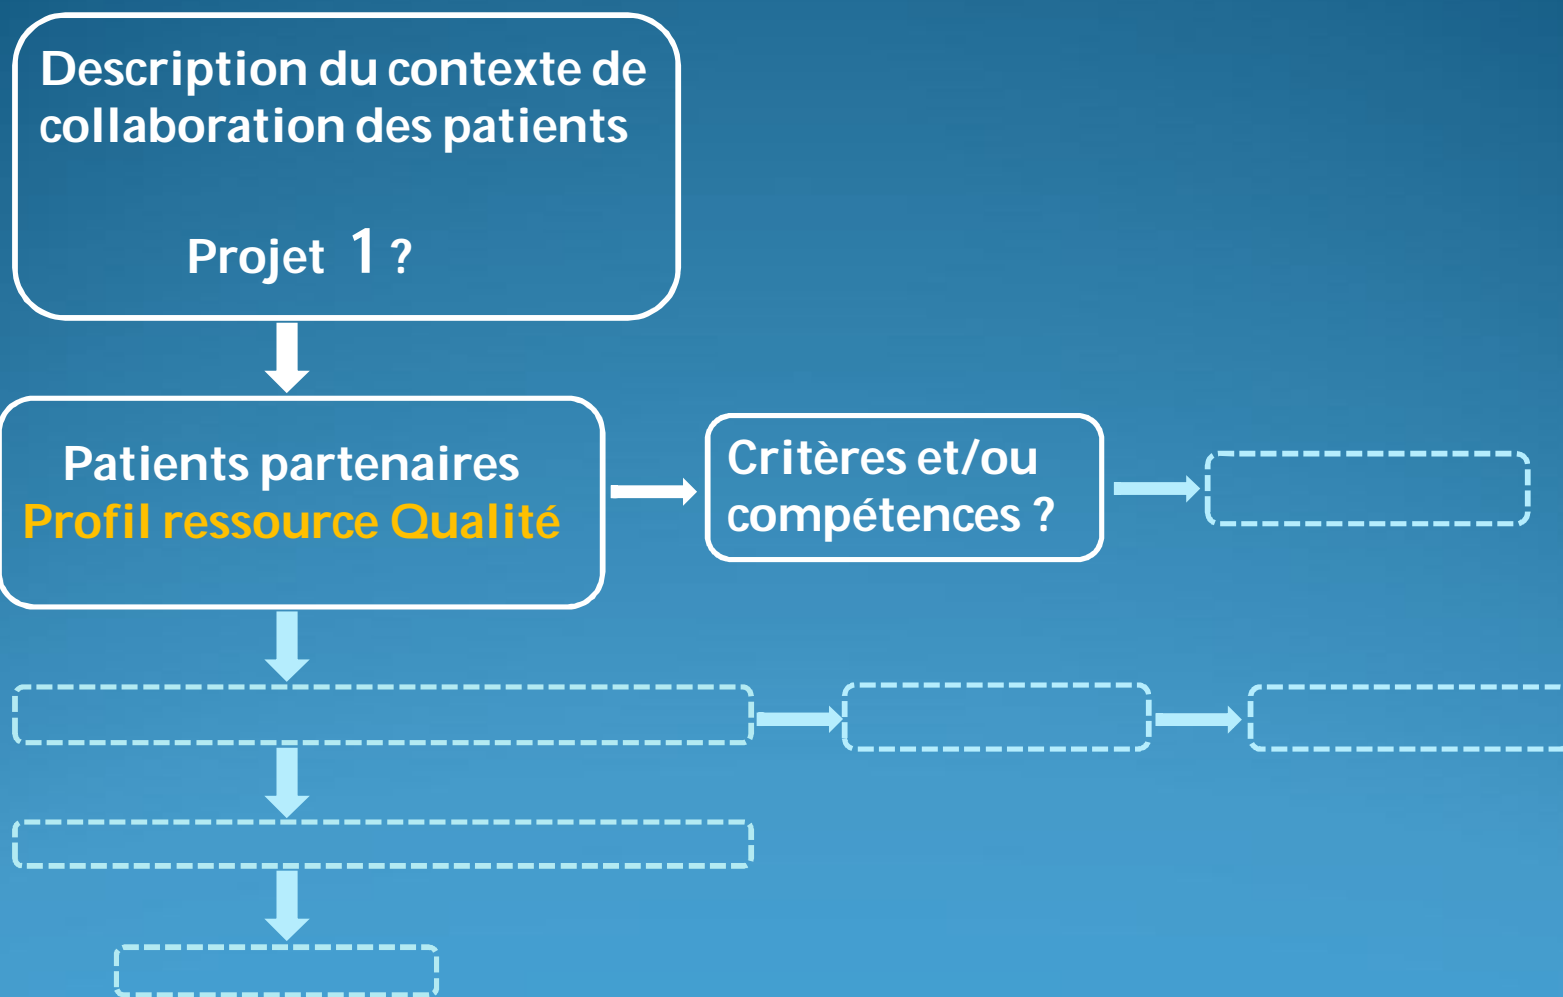 Description du contexte de
collaboration des patients
Projet 1 ?
Patients partenaires
Profil ressource Qualité
Critères et/ou
compétences ?